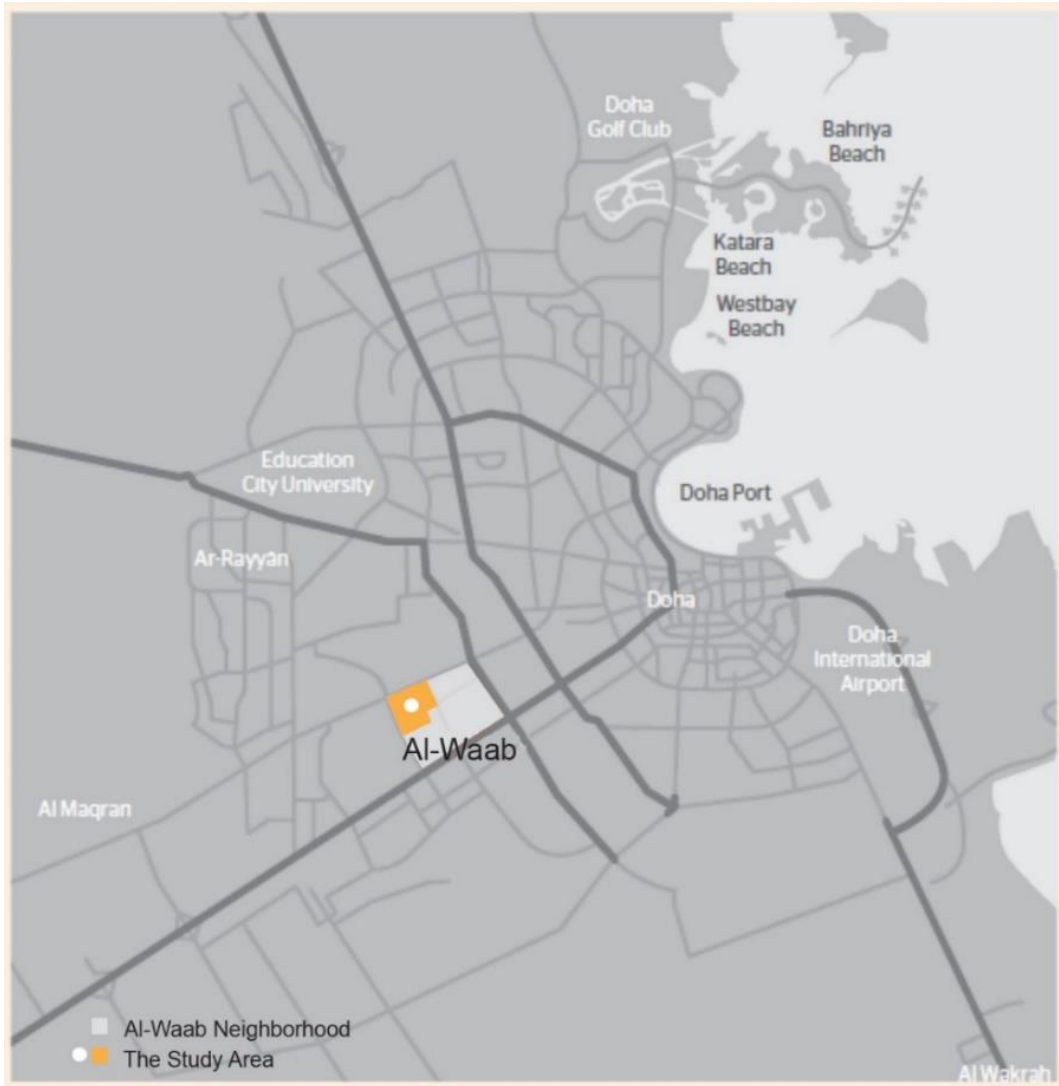 Doha
Golf Club
Bahriya
Beach
Katara
Beach
Westbay
Beach
Education
City University
Doha Port
Ar-Rayyān
Doha
Doha
International
Airport
Al-Waab
Al Maqran
Al-Waab Neighborhood
The Study Area
Al Wakrah